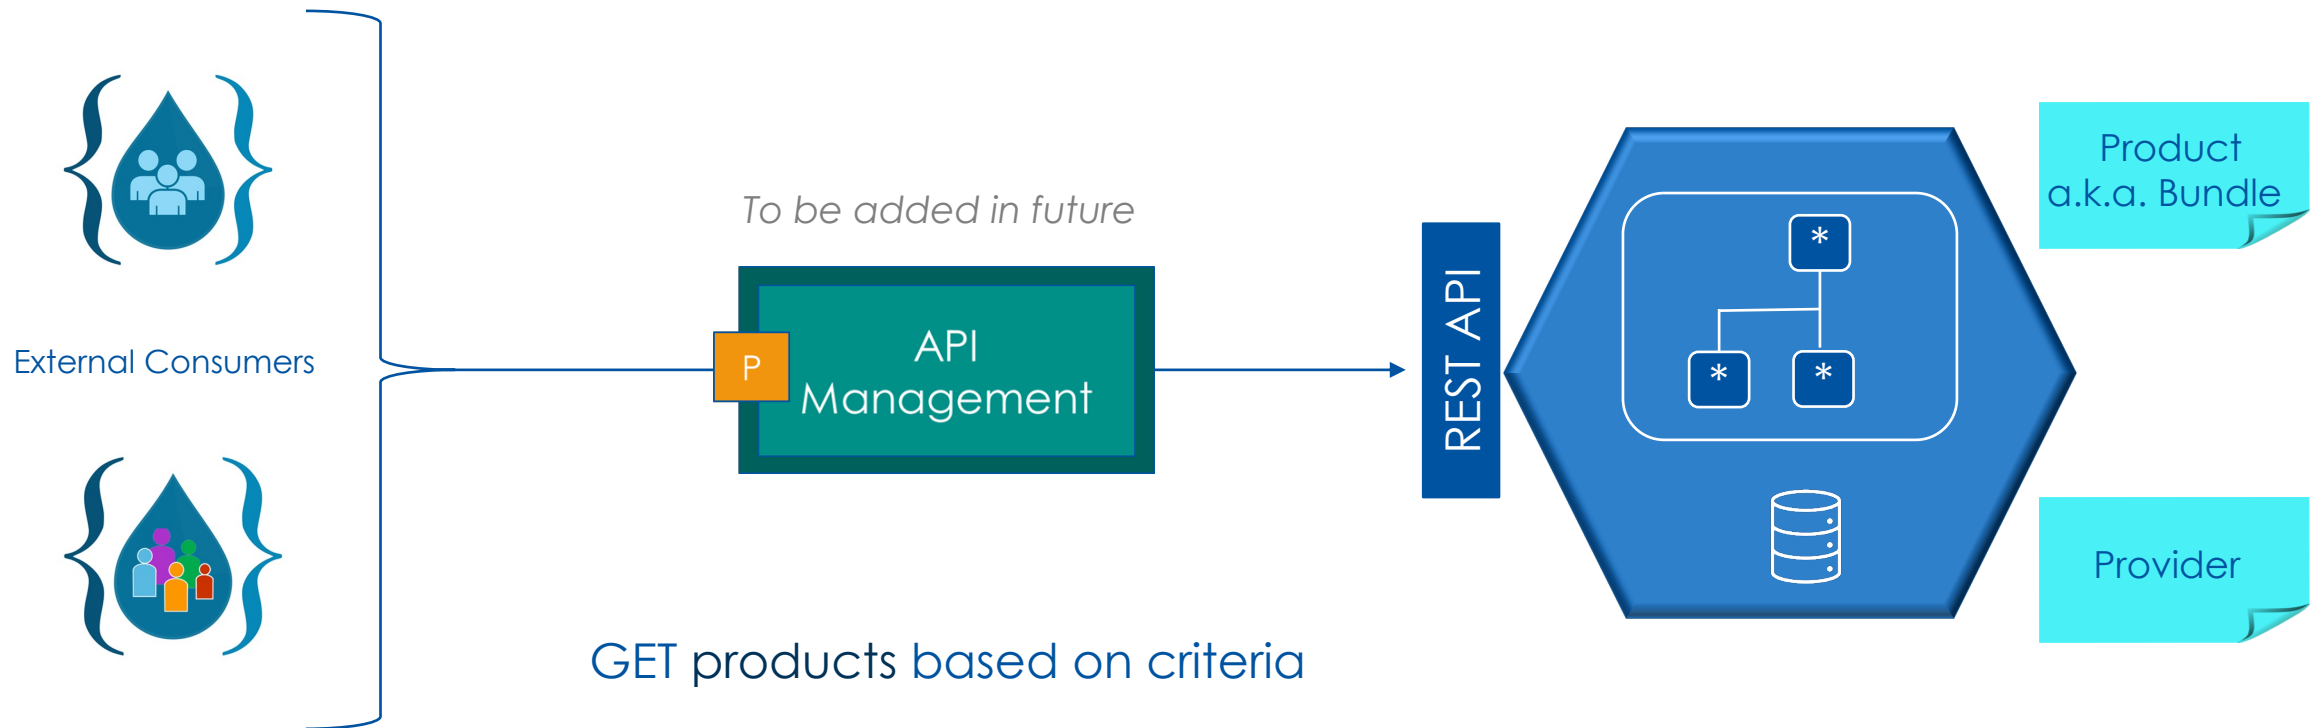 External Consumers
To be added in future
P
API
Management
GET products based on criteria
REST API
*
*
*
Product
a.k.a. Bundle
Provider